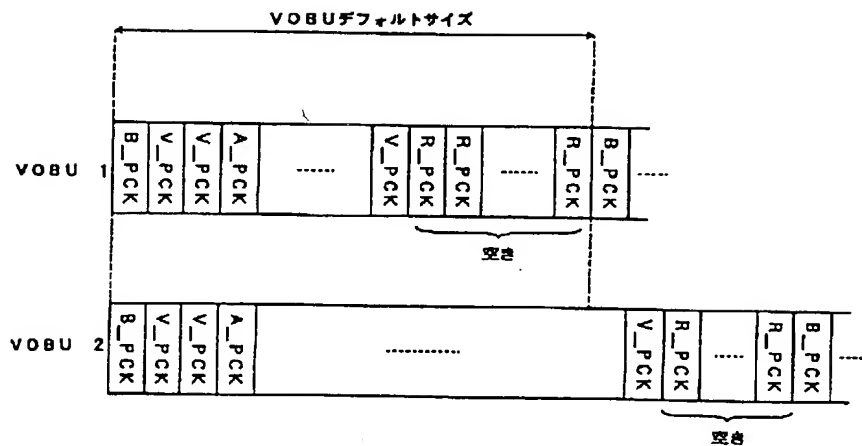 VOBUデフォルトサイズ
VOBU 1
B_PCK
V_PCK
V_PCK
A_PCK
......
V_PCK
R_PCK
R_PCK
......
R_PCK
B_PCK
......
空き
VOBU 2
B_PCK
V_PCK
V_PCK
A_PCK
..........
V_PCK
R_PCK
......
R_PCK
B_PCK
......
空き